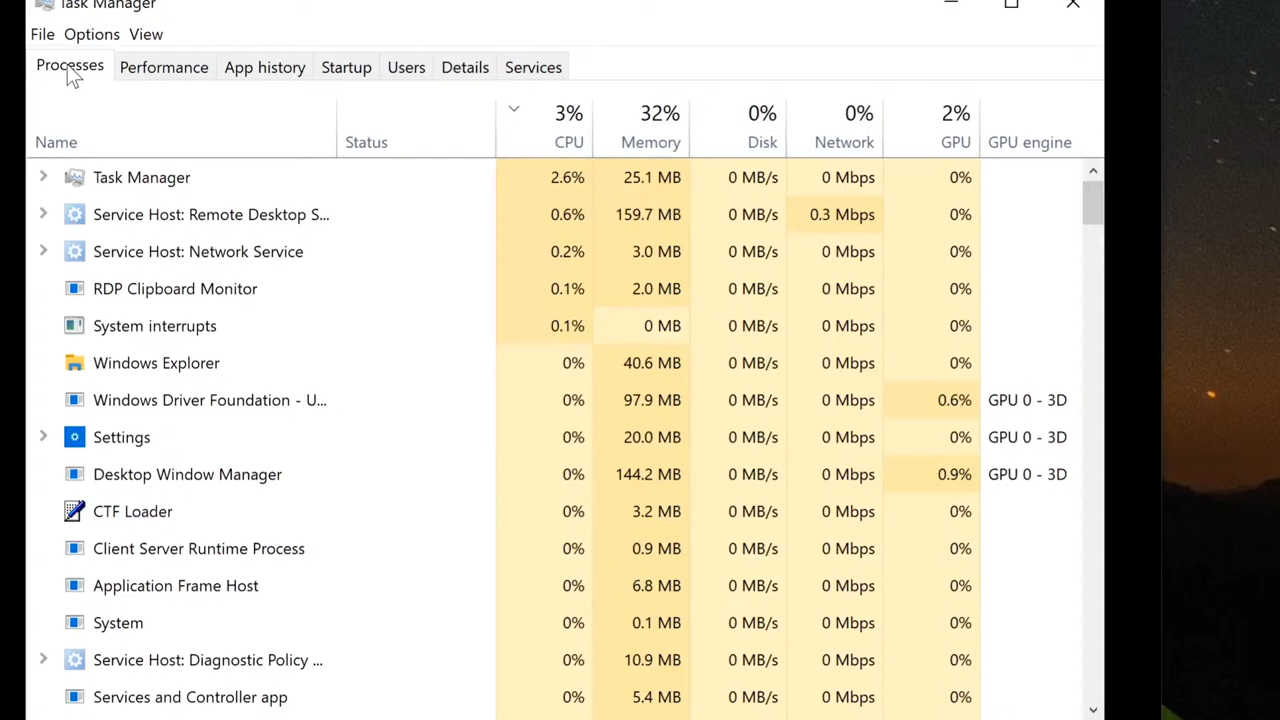 Task Manager
File Options View
Processes Performance App history Startup Users Details Services
3% 32% 0% 0% 2%
Name Status CPU Memory Disk Network GPU GPU engine
Task Manager 2.6% 25.1 MB 0 MB/s 0 Mbps 0%
Service Host: Remote Desktop S... 0.6% 159.7 MB 0 MB/s 0.3 Mbps 0%
Service Host: Network Service 0.2% 3.0 MB 0 MB/s 0 Mbps 0%
RDP Clipboard Monitor 0.1% 2.0 MB 0 MB/s 0 Mbps 0%
System interrupts 0.1% 0 MB 0 MB/s 0 Mbps 0%
Windows Explorer 0% 40.6 MB 0 MB/s 0 Mbps 0%
Windows Driver Foundation - U... 0% 97.9 MB 0 MB/s 0 Mbps 0.6% GPU 0 - 3D
Settings 0% 20.0 MB 0 MB/s 0 Mbps 0% GPU 0 - 3D
Desktop Window Manager 0% 144.2 MB 0 MB/s 0 Mbps 0.9% GPU 0 - 3D
CTF Loader 0% 3.2 MB 0 MB/s 0 Mbps 0%
Client Server Runtime Process 0% 0.9 MB 0 MB/s 0 Mbps 0%
Application Frame Host 0% 6.8 MB 0 MB/s 0 Mbps 0%
System 0% 0.1 MB 0 MB/s 0 Mbps 0%
Service Host: Diagnostic Policy ... 0% 10.9 MB 0 MB/s 0 Mbps 0%
Services and Controller app 0% 5.4 MB 0 MB/s 0 Mbps 0%